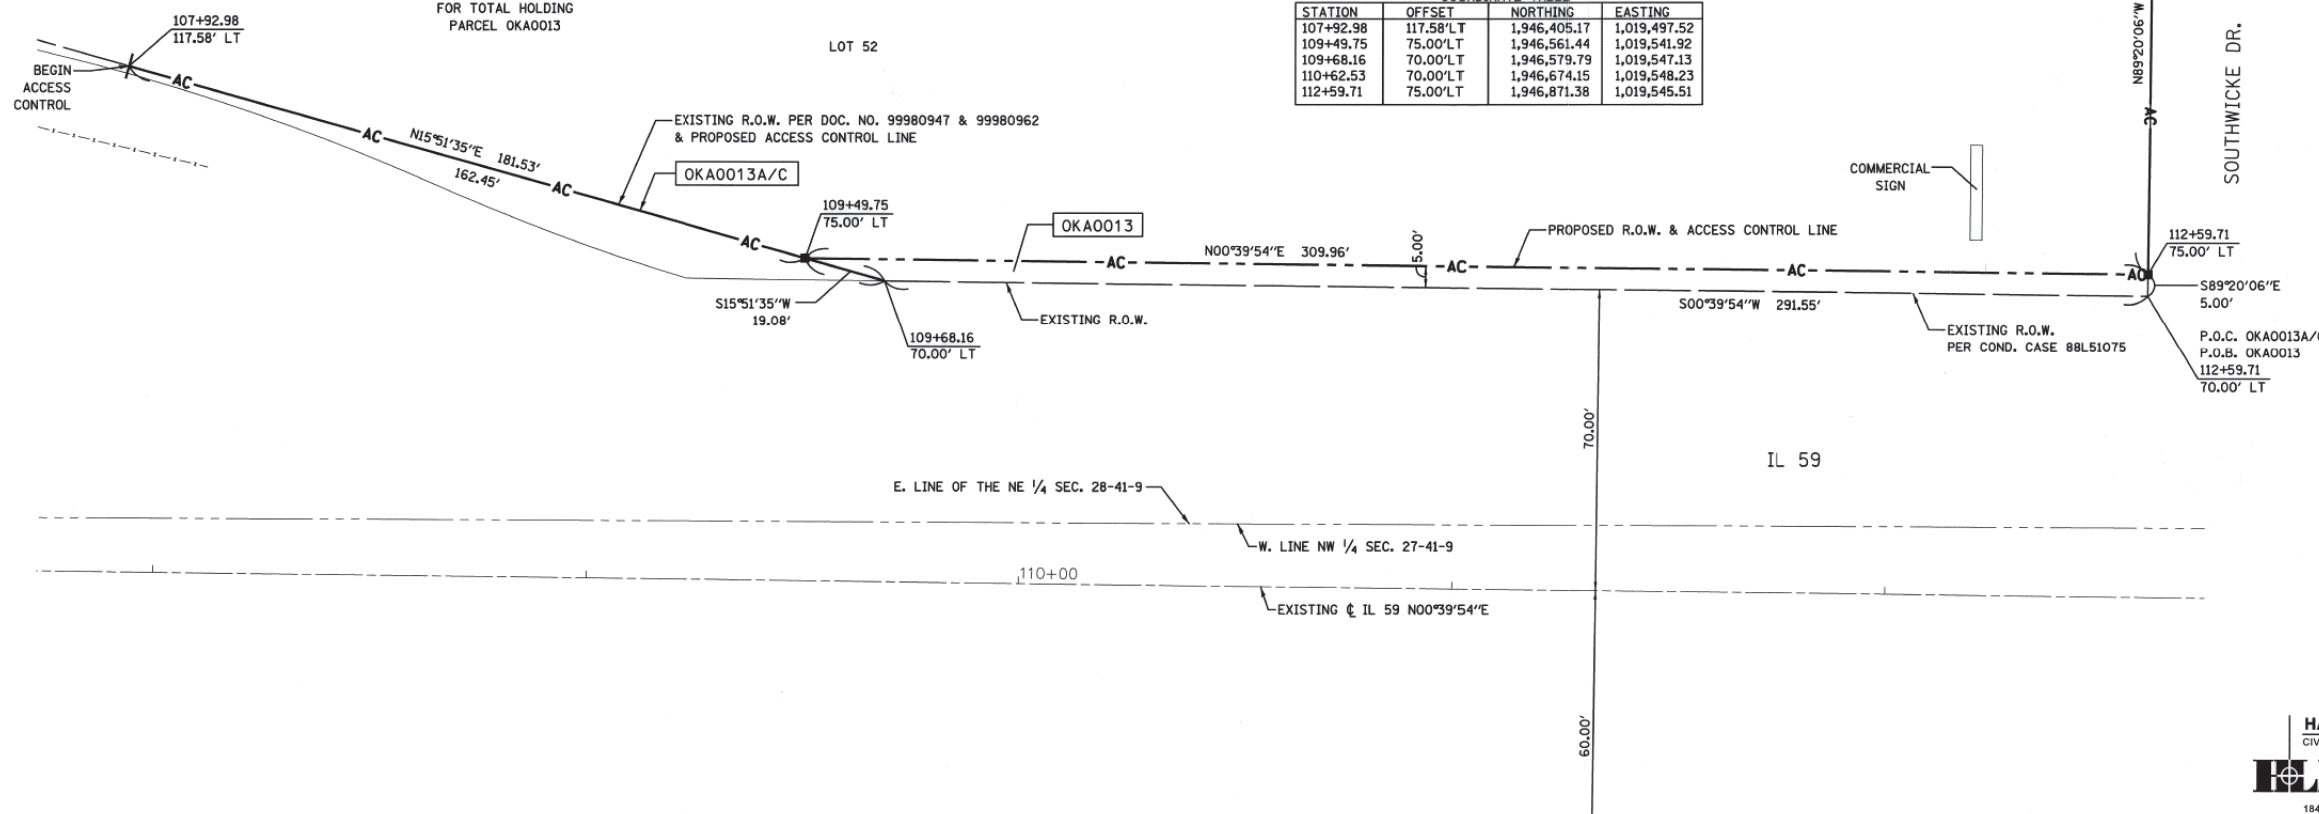 FOR TOTAL HOLDING
PARCEL OKA0013
107+92.98
117.58' LT
BEGIN
ACCESS
CONTROL
AC
LOT 52
STATION OFFSET NORTHING EASTING
107+92.98 117.58'LT 1,946,405.17 1,019,497.52
109+49.75 75.00'LT 1,946,561.44 1,019,541.92
109+68.16 70.00'LT 1,946,579.79 1,019,547.13
110+62.53 70.00'LT 1,946,674.15 1,019,548.23
112+59.71 75.00'LT 1,946,871.38 1,019,545.51
N89°20'06"W
AC
SOUTHWICKE DR.
AC
N15°51'35"E 181.53'
162.45'
AC
AC
EXISTING R.O.W. PER DOC. NO. 99980947 & 99980962
& PROPOSED ACCESS CONTROL LINE
OKA0013A/C
109+49.75
75.00' LT
OKA0013
N00°39'54"E 309.96'
AC
5.00'
AC
PROPOSED R.O.W. & ACCESS CONTROL LINE
AC
AC
COMMERCIAL
SIGN
112+59.71
75.00' LT
S89°20'06"E
5.00'
S15°51'35"W
19.08'
109+68.16
70.00' LT
EXISTING R.O.W.
S00°39'54"W 291.55'
EXISTING R.O.W.
PER COND. CASE 88L51075
P.O.C. OKA0013A/
P.O.B. OKA0013
112+59.71
70.00' LT
70.00'
IL 59
E. LINE OF THE NE 1/4 SEC. 28-41-9
W. LINE NW 1/4 SEC. 27-41-9
110+00
EXISTING ℄ IL 59 N00°39'54"E
60.00'
HA
CIV
HL
184